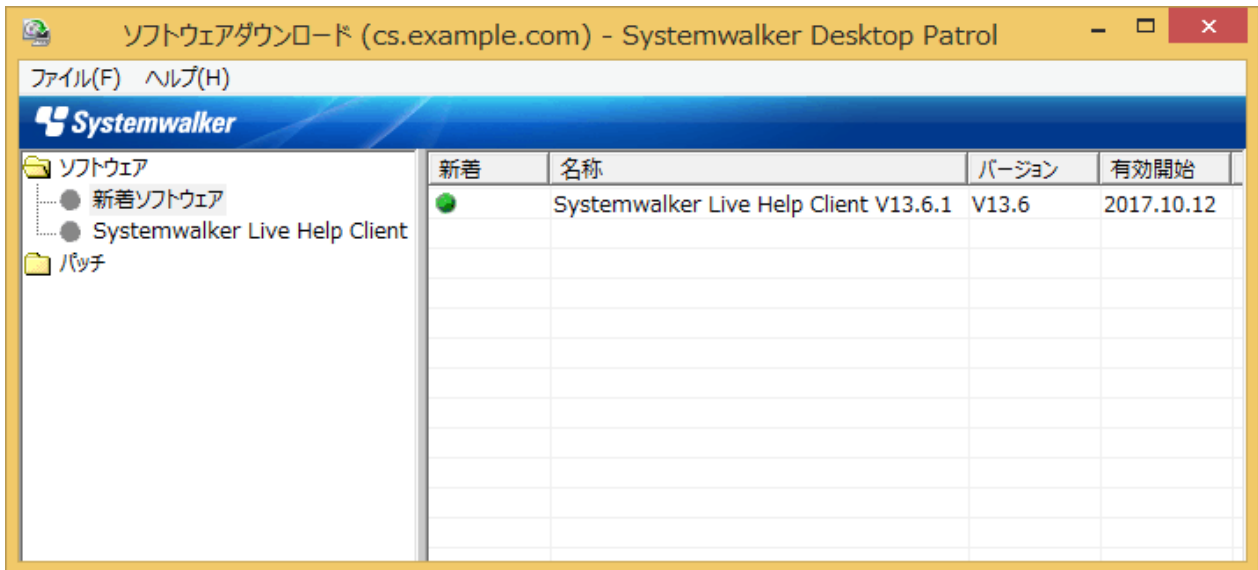 ソフトウェアダウンロード (cs.example.com) - Systemwalker Desktop Patrol
ファイル(F) ヘルプ(H)
Systemwalker
ソフトウェア
新着ソフトウェア
Systemwalker Live Help Client
パッチ
新着 名称 バージョン 有効開始
Systemwalker Live Help Client V13.6.1 V13.6 2017.10.12